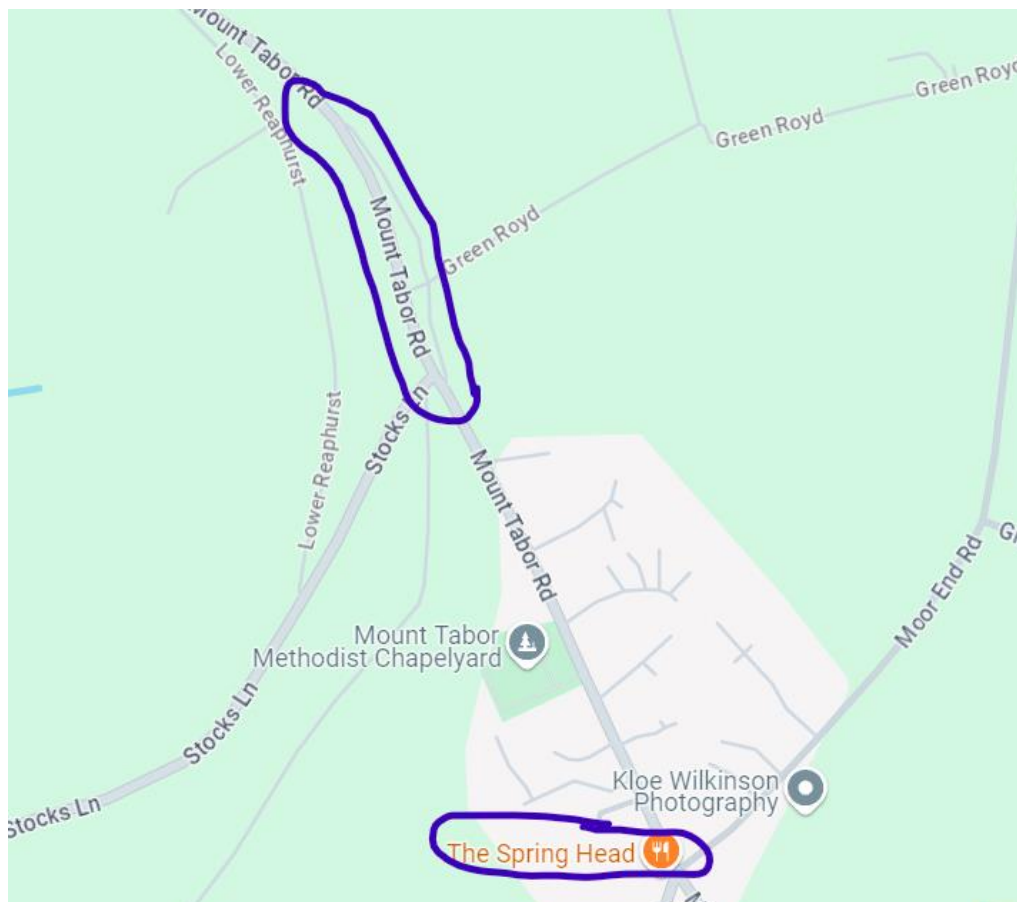 Mount Tabor Rd
Lower Reaphurst
Green Royd
Green Royd
Green Royd
Mount Tabor Rd
Stocks Ln
Lower Reaphurst
Mount Tabor Rd
Moor End Rd
Mount Tabor
Methodist Chapelyard
Stocks Ln
Stocks Ln
Kloe Wilkinson
Photography
The Spring Head